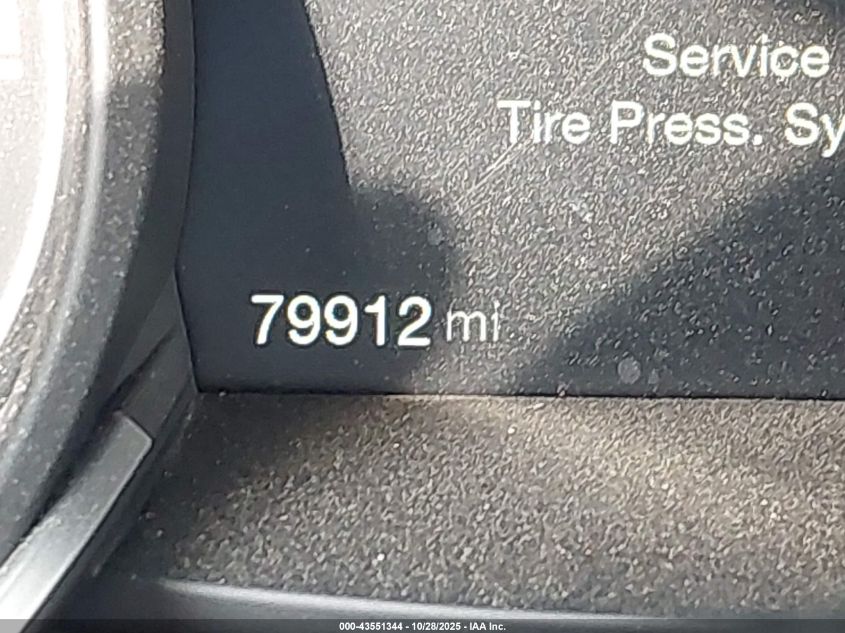 Service
Tire Press. Sy
79912 mi
000-43551344 - 10/28/2025 - IAA Inc.